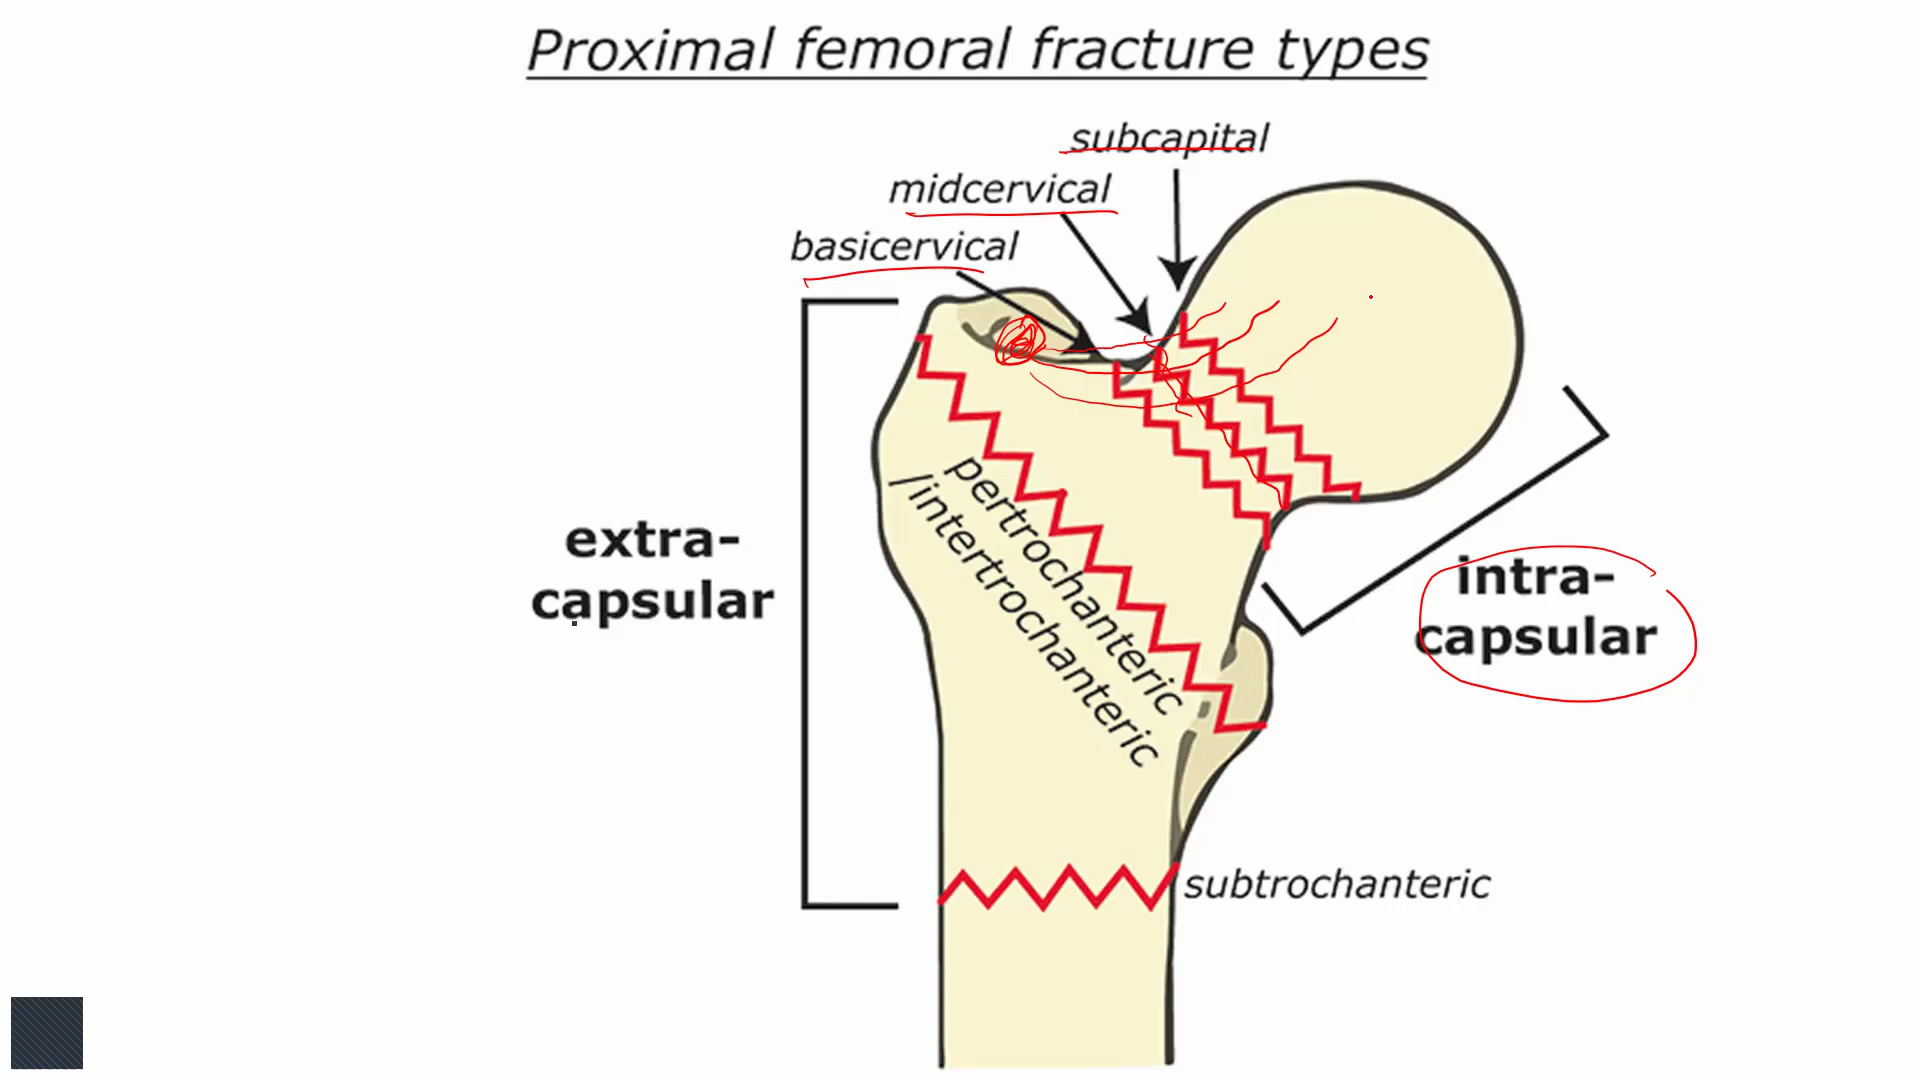 Proximal femoral fracture types
subcapital
midcervical
basicervical
extra-
capsular
pertrochanteric
/intertrochanteric
intra-
capsular
subtrochanteric